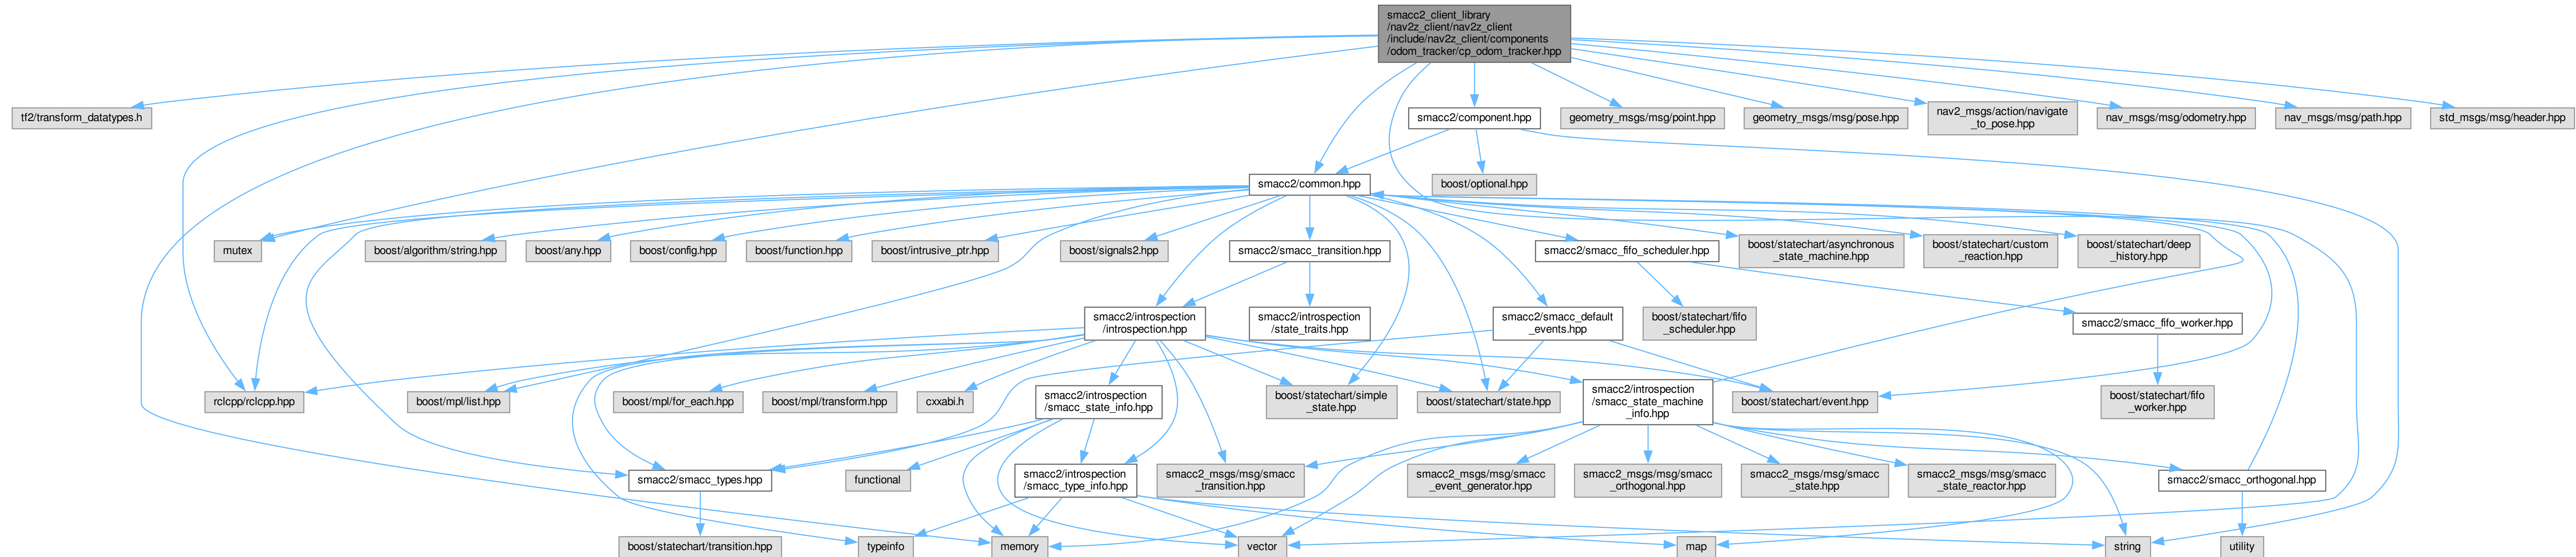 smacc2_client_library
/nav2z_client/nav2z_client
/include/nav2z_client/components
/odom_tracker/cp_odom_tracker.hpp
tf2/transform_datatypes.h
smacc2/component.hpp
geometry_msgs/msg/point.hpp
geometry_msgs/msg/pose.hpp
nav2_msgs/action/navigate
_to_pose.hpp
nav_msgs/msg/odometry.hpp
nav_msgs/msg/path.hpp
std_msgs/msg/header.hpp
smacc2/common.hpp
boost/optional.hpp
mutex
boost/algorithm/string.hpp
boost/any.hpp
boost/config.hpp
boost/function.hpp
boost/intrusive_ptr.hpp
boost/signals2.hpp
smacc2/smacc_transition.hpp
smacc2/smacc_fifo_scheduler.hpp
boost/statechart/asynchronous
_state_machine.hpp
boost/statechart/custom
_reaction.hpp
boost/statechart/deep
_history.hpp
smacc2/introspection
/introspection.hpp
smacc2/introspection
/state_traits.hpp
smacc2/smacc_default
_events.hpp
boost/statechart/fifo
_scheduler.hpp
smacc2/smacc_fifo_worker.hpp
rclcpp/rclcpp.hpp
boost/mpl/list.hpp
boost/mpl/for_each.hpp
boost/mpl/transform.hpp
cxxabi.h
smacc2/introspection
/smacc_state_info.hpp
boost/statechart/simple
_state.hpp
boost/statechart/state.hpp
smacc2/introspection
/smacc_state_machine
_info.hpp
boost/statechart/event.hpp
boost/statechart/fifo
_worker.hpp
smacc2/smacc_types.hpp
functional
smacc2/introspection
/smacc_type_info.hpp
smacc2_msgs/msg/smacc
_transition.hpp
smacc2_msgs/msg/smacc
_event_generator.hpp
smacc2_msgs/msg/smacc
_orthogonal.hpp
smacc2_msgs/msg/smacc
_state.hpp
smacc2_msgs/msg/smacc
_state_reactor.hpp
smacc2/smacc_orthogonal.hpp
boost/statechart/transition.hpp
typeinfo
memory
vector
map
string
utility